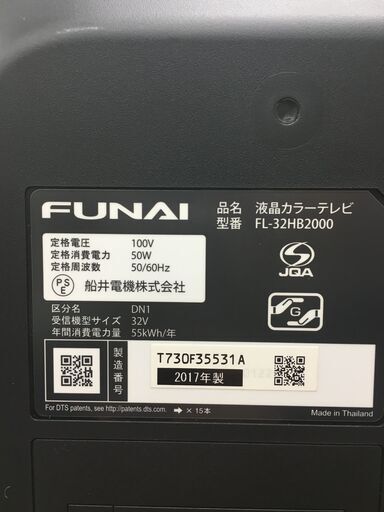 FUNAI
品名 液晶カラーテレビ
型番 FL-32HB2000
定格電圧 100V
定格消費電力 50W
定格周波数 50/60Hz
PSE 船井電機株式会社
JQA
G
区分名 DN1
受信機型サイズ 32V
年間消費電力量 55kWh/年
製造番号
T730F35531A
2017年製
For DTS patents, see http://patents.dts.com.
→ × 15本
Made in Thailand